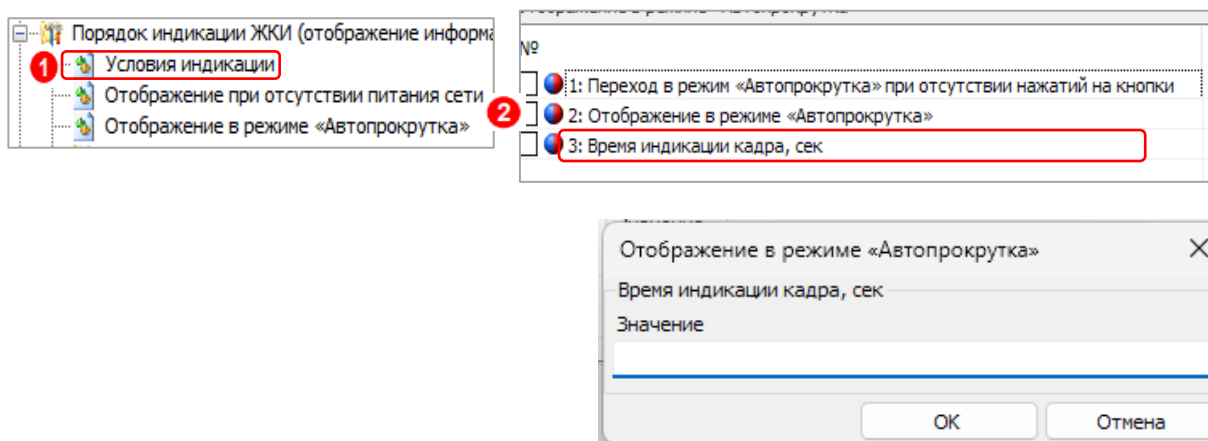 Порядок индикации ЖКИ (отображение информа
1
Условия индикации
Отображение при отсутствии питания сети
Отображение в режиме «Автопрокрутка»
№
1: Переход в режим «Автопрокрутка» при отсутствии нажатий на кнопки
2
2: Отображение в режиме «Автопрокрутка»
3: Время индикации кадра, сек
Отображение в режиме «Автопрокрутка»
Время индикации кадра, сек
Значение
ОК
Отмена